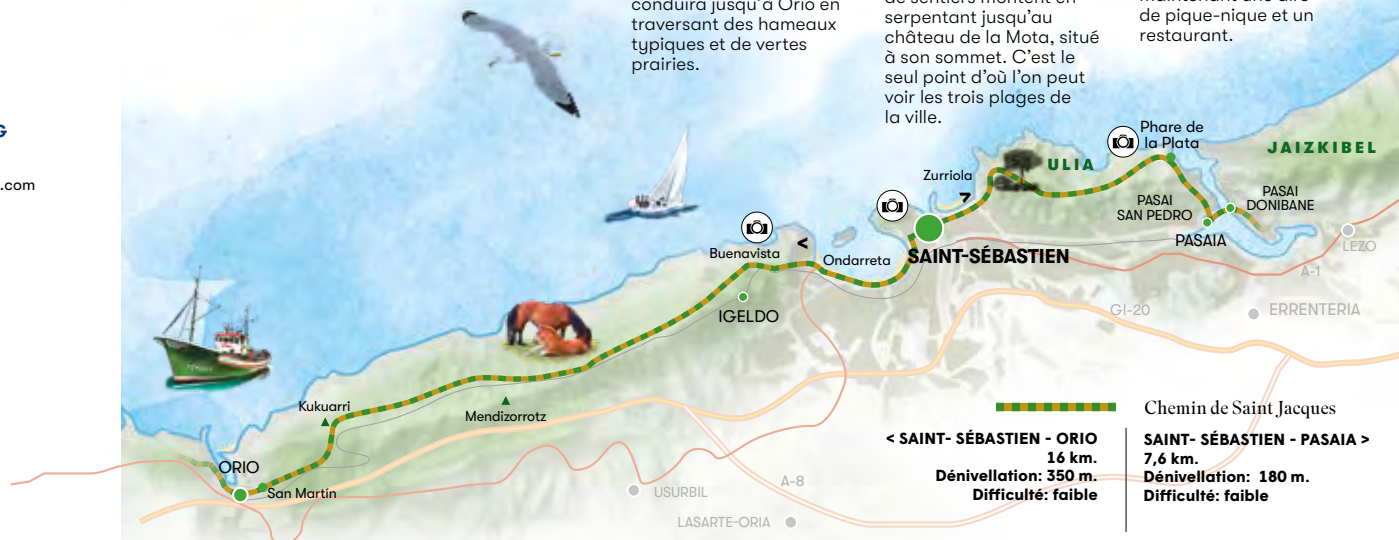 conduira jusqu'à Orio en
traversant des hameaux
typiques et de vertes
prairies.
serpentant jusqu'au
château de la Mota, situé
à son sommet. C'est le
seul point d'où l'on peut
voir les trois plages de
la ville.
de pique-nique et un
restaurant.
.com
Phare de
la Plata
JAIZKIBEL
ULIA
Zurriola
PASAI
DONIBANE
PASAI
SAN PEDRO
PASAIA
LEZO
Buenavista
<
Ondarreta
SAINT-SÉBASTIEN
A-1
IGELDO
GI-20
ERRENTERIA
Kukuarri
Mendizorrotz
ORIO
San Martín
USURBIL
A-8
LASARTE-ORIA
Chemin de Saint Jacques
< SAINT- SÉBASTIEN - ORIO
16 km.
Dénivellation: 350 m.
Difficulté: faible
SAINT- SÉBASTIEN - PASAIA >
7,6 km.
Dénivellation: 180 m.
Difficulté: faible